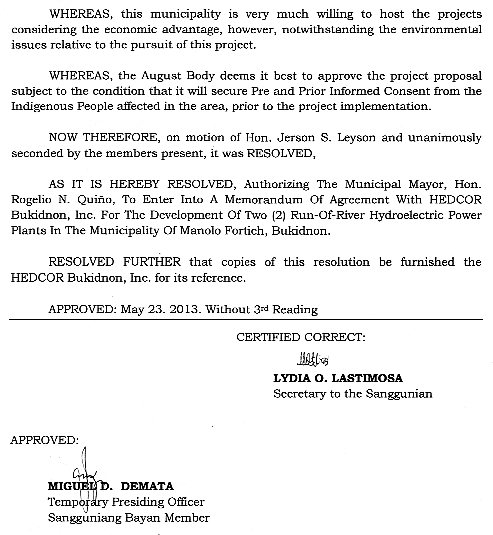 WHEREAS, this municipality is very much willing to host the projects
considering the economic advantage, however, notwithstanding the environmental
issues relative to the pursuit of this project.
WHEREAS, the August Body deems it best to approve the project proposal
subject to the condition that it will secure Pre and Prior Informed Consent from the
Indigenous People affected in the area, prior to the project implementation.
NOW THEREFORE, on motion of Hon. Jerson S. Leyson and unanimously
seconded by the members present, it was RESOLVED,
AS IT IS HEREBY RESOLVED, Authorizing The Municipal Mayor, Hon.
Rogelio N. Quiño, To Enter Into A Memorandum Of Agreement With HEDCOR
Bukidnon, Inc. For The Development Of Two (2) Run-Of-River Hydroelectric Power
Plants In The Municipality Of Manolo Fortich, Bukidnon.
RESOLVED FURTHER that copies of this resolution be furnished the
HEDCOR Bukidnon, Inc. for its reference.
APPROVED: May 23. 2013. Without 3rd Reading
CERTIFIED CORRECT:
LYDIA O. LASTIMOSA
Secretary to the Sanggunian
APPROVED:
MIGUEL D. DEMATA
Temporary Presiding Officer
Sangguniang Bayan Member